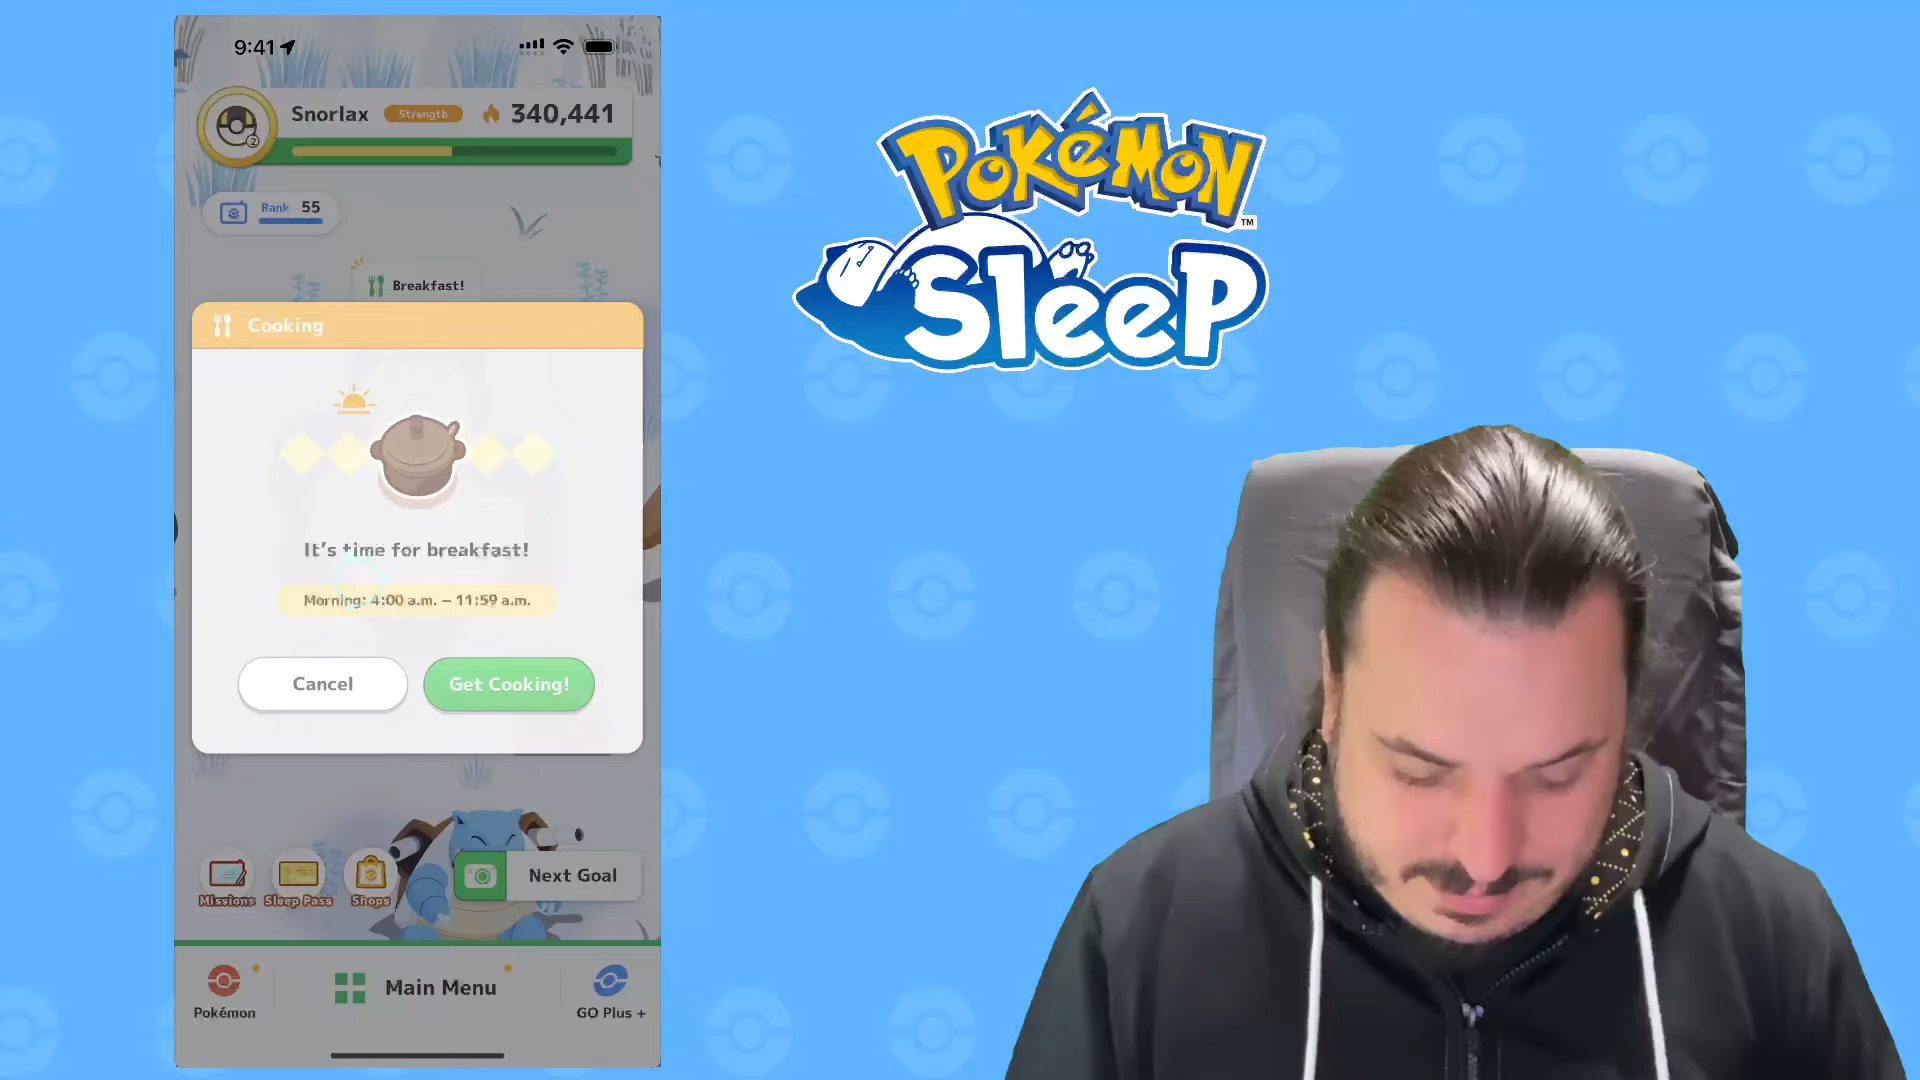 9:41
Snorlax Strength 340,441
2
Rank 55
Breakfast!
Cooking
It's time for breakfast!
Morning: 4:00 a.m. – 11:59 a.m.
Cancel Get Cooking!
Missions Sleep Pass Shops Next Goal
Pokémon Main Menu GO Plus +
POKÉMON
TM
Sleep